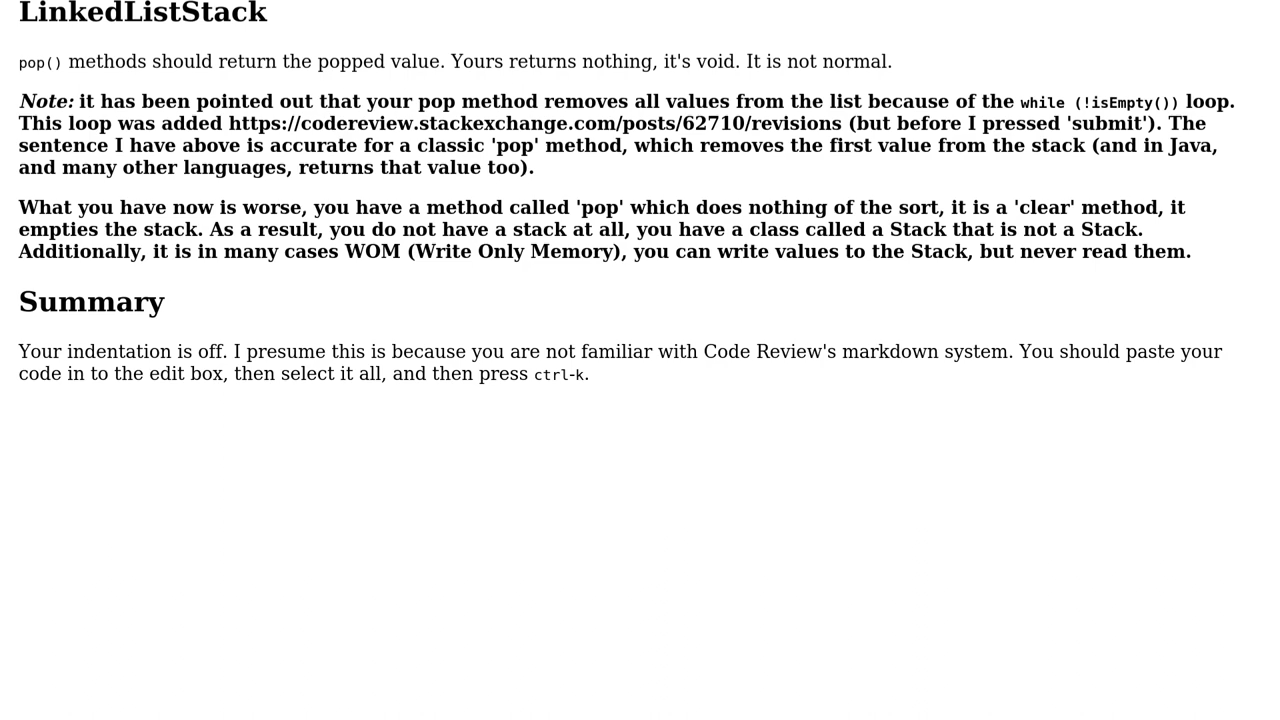 LinkedListStack
pop() methods should return the popped value. Yours returns nothing, it's void. It is not normal.
Note: it has been pointed out that your pop method removes all values from the list because of the while (!isEmpty()) loop.
This loop was added https://codereview.stackexchange.com/posts/62710/revisions (but before I pressed 'submit'). The
sentence I have above is accurate for a classic 'pop' method, which removes the first value from the stack (and in Java,
and many other languages, returns that value too).
What you have now is worse, you have a method called 'pop' which does nothing of the sort, it is a 'clear' method, it
empties the stack. As a result, you do not have a stack at all, you have a class called a Stack that is not a Stack.
Additionally, it is in many cases WOM (Write Only Memory), you can write values to the Stack, but never read them.
Summary
Your indentation is off. I presume this is because you are not familiar with Code Review's markdown system. You should paste your
code in to the edit box, then select it all, and then press ctrl-k.